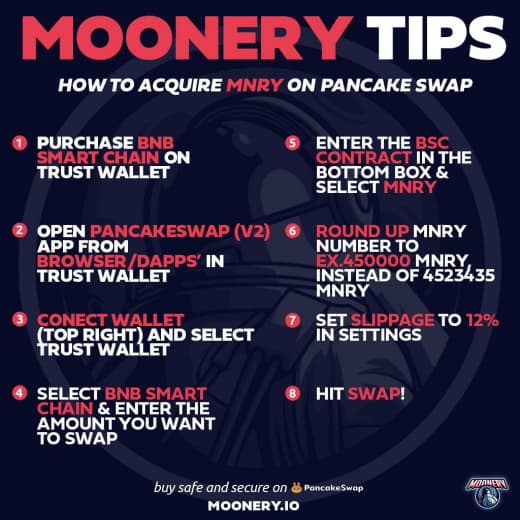 MOONERY TIPS
HOW TO ACQUIRE MNRY ON PANCAKE SWAP
1 PURCHASE BNB
SMART CHAIN ON
TRUST WALLET
2 OPEN PANCAKESWAP (V2)
APP FROM
BROWSER/DAPPS' IN
TRUST WALLET
3 CONECT WALLET
(TOP RIGHT) AND SELECT
TRUST WALLET
4 SELECT BNB SMART
CHAIN & ENTER THE
AMOUNT YOU WANT
TO SWAP
5 ENTER THE BSC
CONTRACT IN THE
BOTTOM BOX &
SELECT MNRY
6 ROUND UP MNRY
NUMBER TO
EX.450000 MNRY,
INSTEAD OF 4523435
MNRY
7 SET SLIPPAGE TO 12%
IN SETTINGS
8 HIT SWAP!
buy safe and secure on PancakeSwap
MOONERY.IO
MOONERY